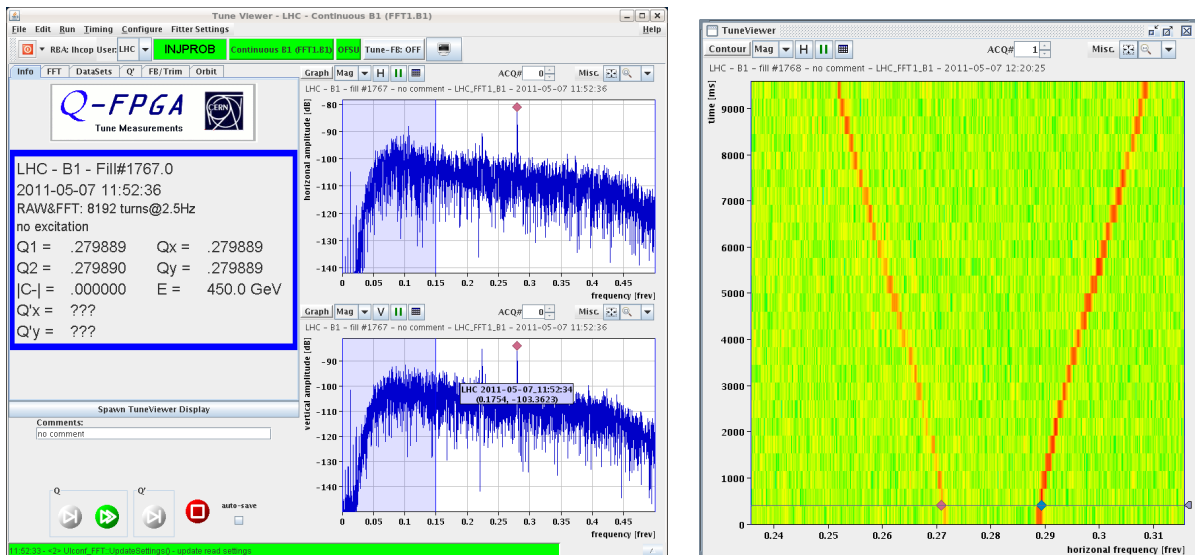 Tune Viewer - LHC - Continuous B1 (FFT1.B1)
File Edit Run Timing Configure Fitter Settings Help
RBA: lhcop User: LHC INJPROB Continuous B1 (FFT1.B1) OFSU Tune-FB: OFF
Info FFT DataSets Q' FB/Trim Orbit
Q-FPGA
Tune Measurements
CERN
LHC - B1 - Fill#1767.0
2011-05-07 11:52:36
RAW&FFT: 8192 turns@2.5Hz
no excitation
Q1 = .279889 Qx = .279889
Q2 = .279890 Qy = .279889
|C-| = .000000 E = 450.0 GeV
Q'x = ???
Q'y = ???
Spawn TuneViewer Display
Comments:
no comment
Q Q' auto-save
11:52:33 - <2> UIconf_FFT::UpdateSettings() - update read settings
Graph Mag H ACQ# 0 Misc.
LHC - B1 - fill #1767 - no comment - LHC_FFT1_B1 - 2011-05-07 11:52:36
horizonal amplitude [dB]
-80
-90
-100
-110
-120
-130
-140
0 0.05 0.1 0.15 0.2 0.25 0.3 0.35 0.4 0.45
frequency [frev]
Graph Mag V ACQ# 0 Misc.
LHC - B1 - fill #1767 - no comment - LHC_FFT1_B1 - 2011-05-07 11:52:36
vertical amplitude [dB]
-90
-100
-110
-120
-130
-140
LHC 2011-05-07_11:52:34
(0.1754, -103.3623)
0 0.05 0.1 0.15 0.2 0.25 0.3 0.35 0.4 0.45
frequency [frev]
TuneViewer
Contour Mag H ACQ# 1 Misc.
LHC - B1 - fill #1768 - no comment - LHC_FFT1_B1 - 2011-05-07 12:20:25
time [ms]
9000
8000
7000
6000
5000
4000
3000
2000
1000
0
0.24 0.25 0.26 0.27 0.28 0.29 0.3 0.31
horizonal frequency [frev]